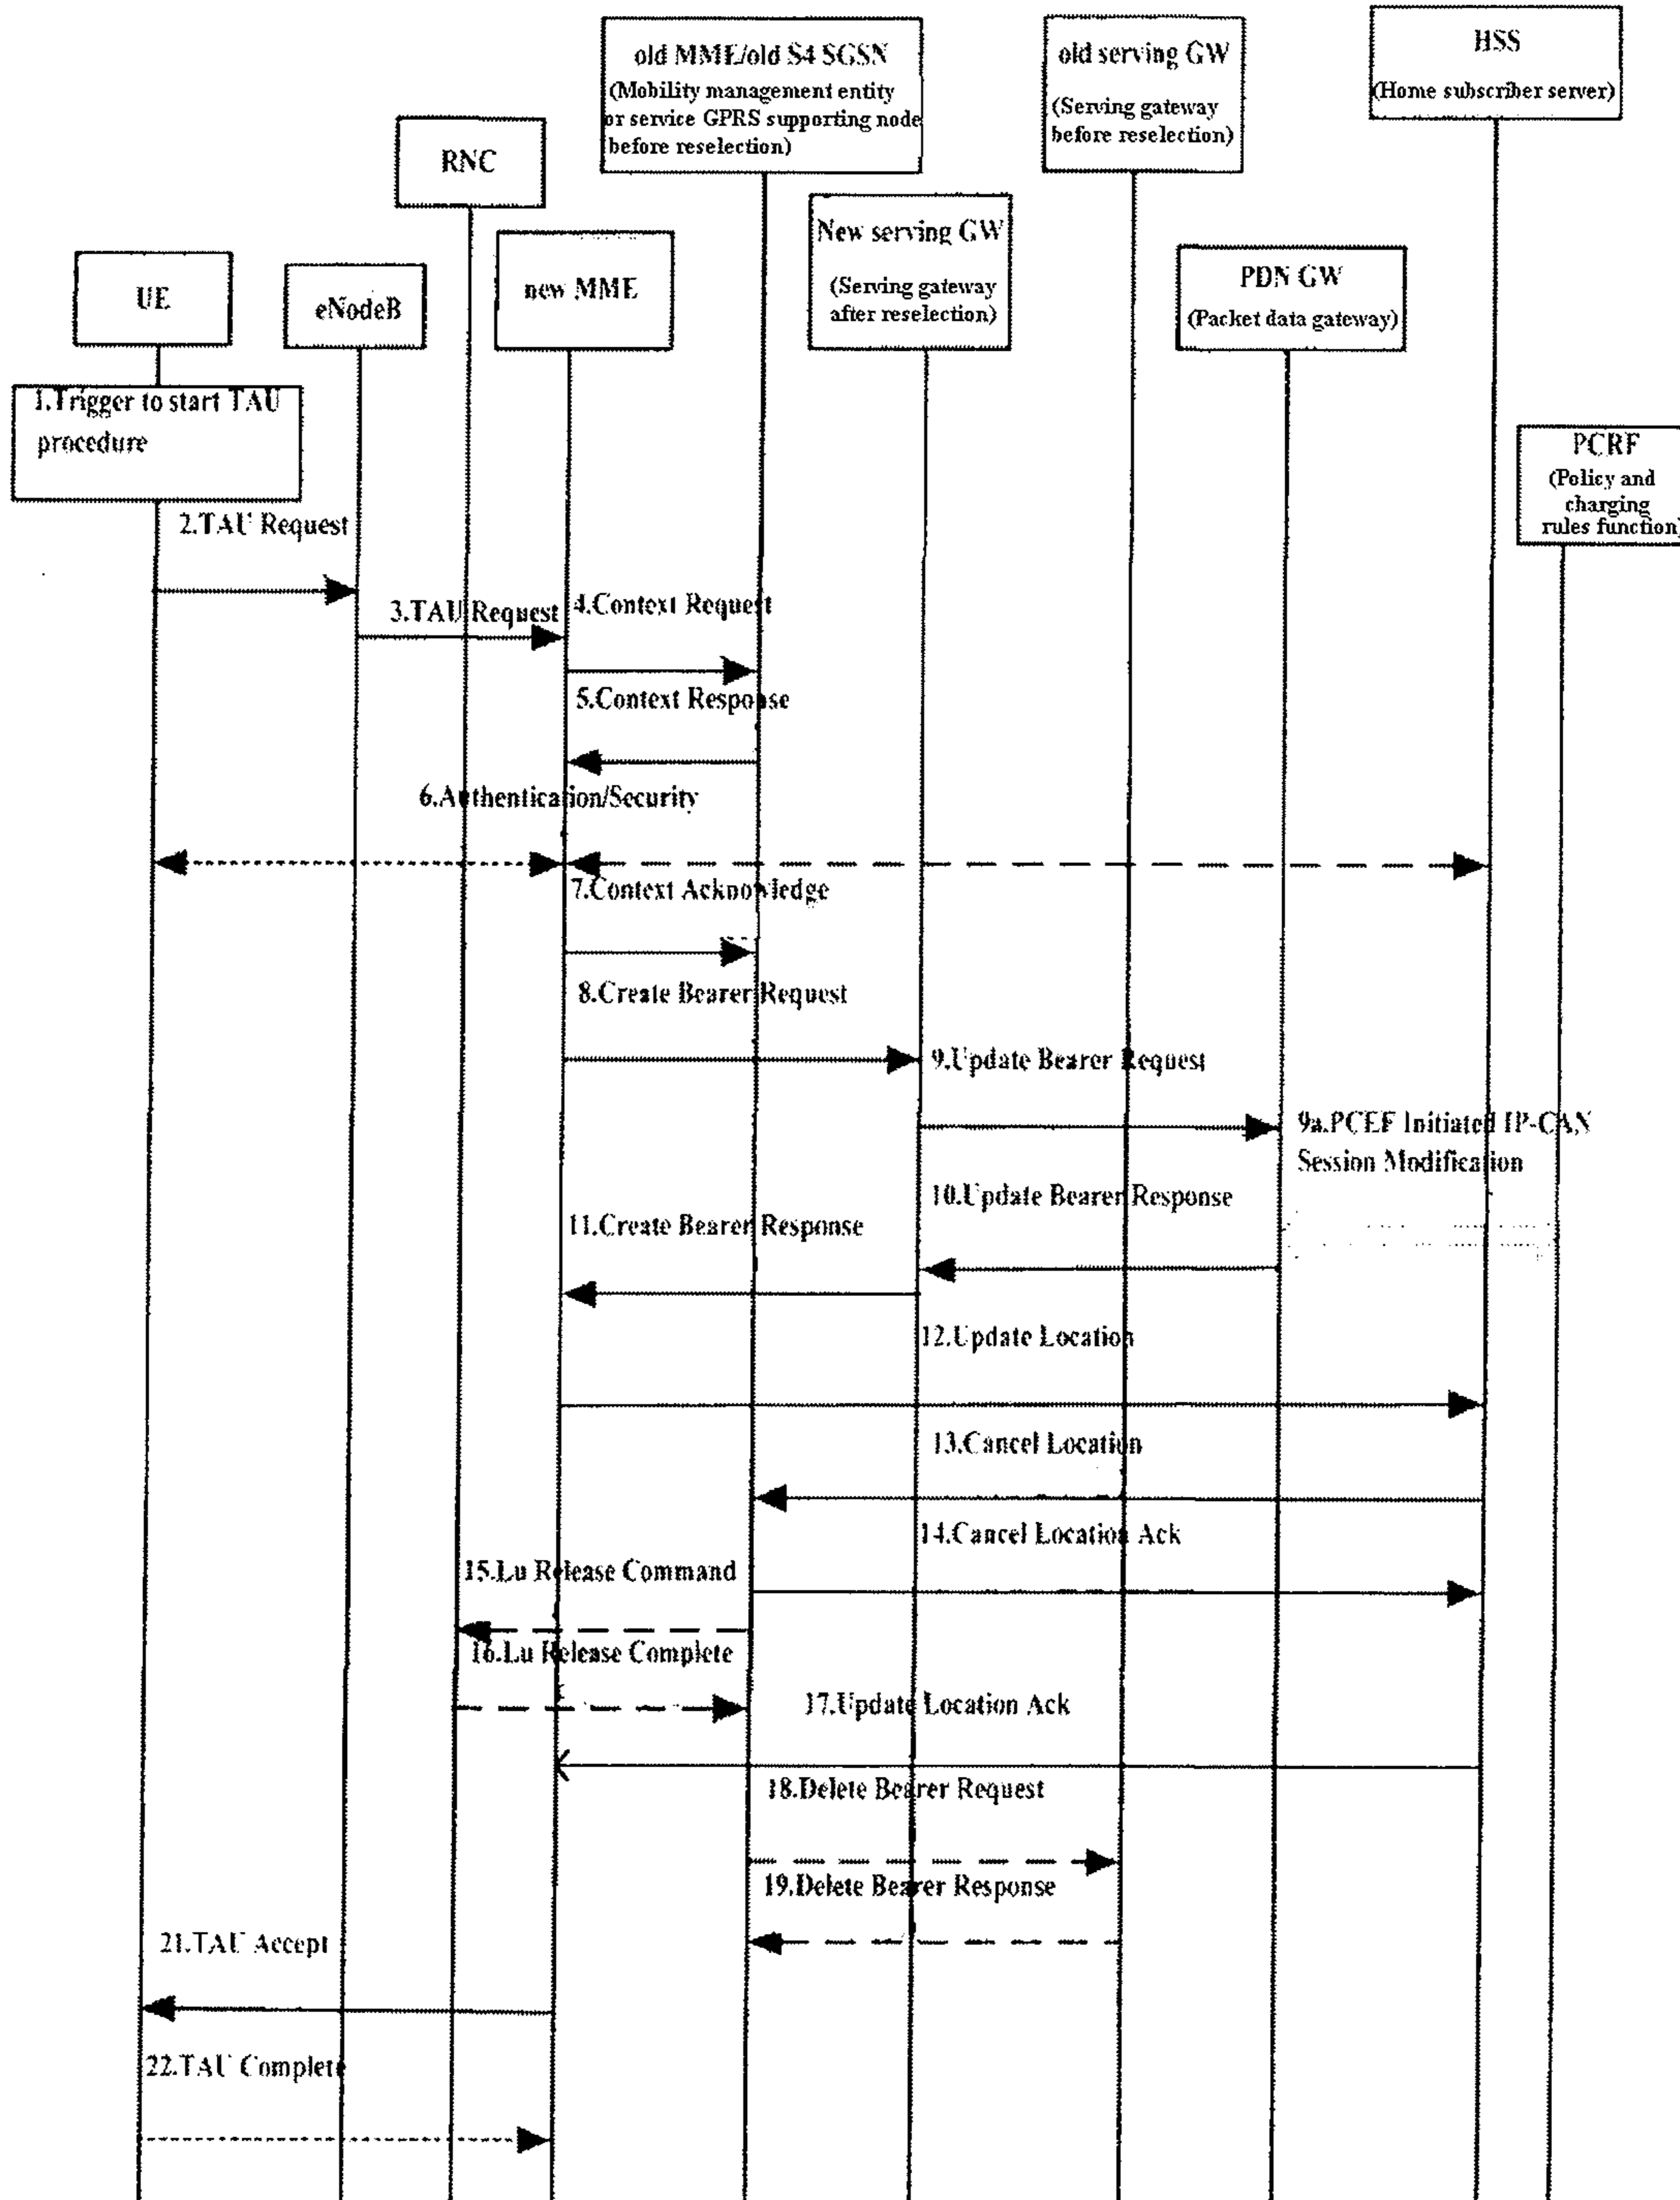 old MME/old S4 SGSN
(Mobility management entity
or service GPRS supporting node
before reselection)
old serving GW
(Serving gateway
before reselection)
HSS
(Home subscriber server)
RNC
New serving GW
(Serving gateway
after reselection)
PDN GW
(Packet data gateway)
UE
eNodeB
new MME
PCRF
(Policy and
charging
rules function)
1.Trigger to start TAU
procedure
2.TAU Request
3.TAU Request
4.Context Request
5.Context Response
6.Authentication/Security
7.Context Acknowledge
8.Create Bearer Request
9.Update Bearer Request
9a.PCEF Initiated IP-CAN
Session Modification
10.Update Bearer Response
11.Create Bearer Response
12.Update Location
13.Cancel Location
14.Cancel Location Ack
15.Lu Release Command
16.Lu Release Complete
17.Update Location Ack
18.Delete Bearer Request
19.Delete Bearer Response
21.TAU Accept
22.TAU Complete